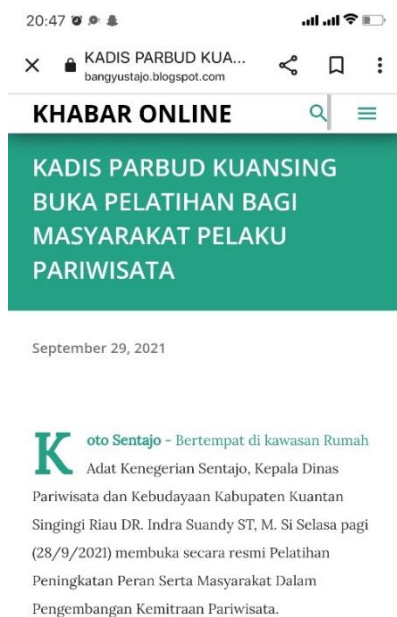 20:47
KADIS PARBUD KUA...
bangyustajo.blogspot.com
KHABAR ONLINE
KADIS PARBUD KUANSING
BUKA PELATIHAN BAGI
MASYARAKAT PELAKU
PARIWISATA
September 29, 2021
Koto Sentajo - Bertempat di kawasan Rumah
Adat Kenegerian Sentajo, Kepala Dinas
Pariwisata dan Kebudayaan Kabupaten Kuantan
Singingi Riau DR. Indra Suandy ST, M. Si Selasa pagi
(28/9/2021) membuka secara resmi Pelatihan
Peningkatan Peran Serta Masyarakat Dalam
Pengembangan Kemitraan Pariwisata.